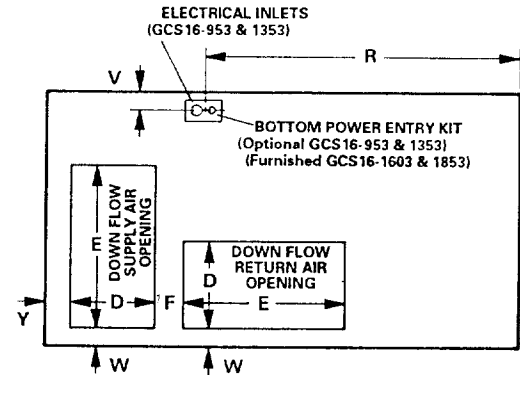 ELECTRICAL INLETS
(GCS16-953 & 1353)
R
V
BOTTOM POWER ENTRY KIT
(Optional GCS16-953 & 1353)
(Furnished GCS16-1603 & 1853)
DOWN FLOW
SUPPLY AIR
OPENING
E
D
F
DOWN FLOW
RETURN AIR
OPENING
D
E
Y
W
W